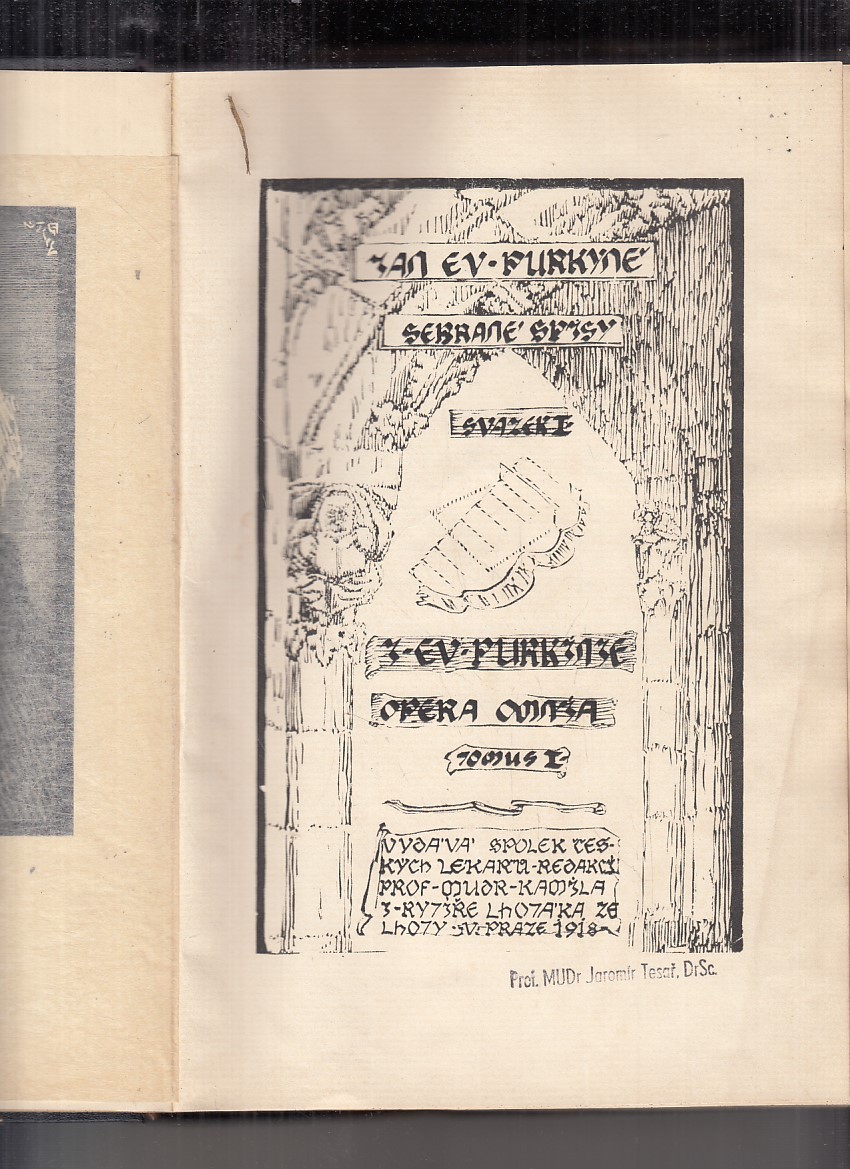 JAN EV·PURKYNĚ
SEBRANÉ SPISY
SVAZEK I·
J·EV·PURKINJE
OPERA OMNIA
TOMUS I·
VYDÁVÁ SPOLEK ČES-
KÝCH LÉKAŘŮ-REDAKCÍ
PROF-MUDR-KAMILA
J-RYTÍŘE LHOTÁKA ZE
LHOTY·V·PRAZE 1918
Prof. MUDr Jaromír Tesař, DrSc.